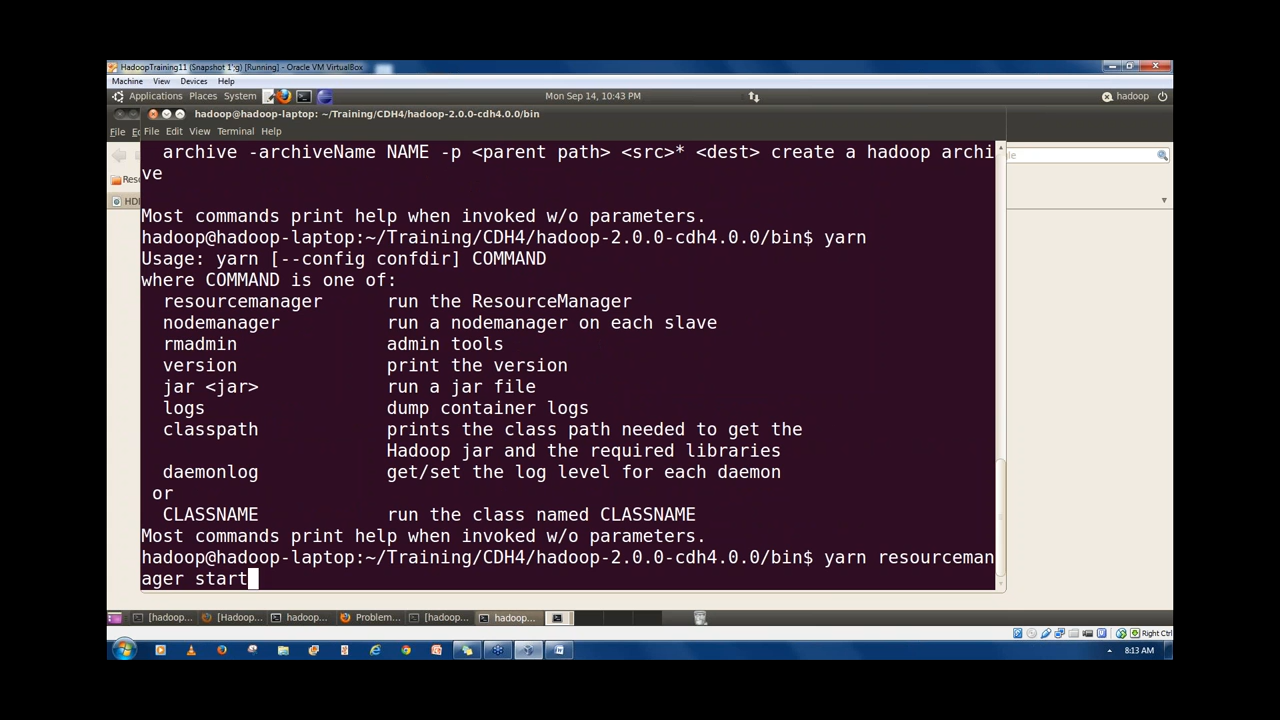 HadoopTraining11 (Snapshot 1';g) [Running] - Oracle VM VirtualBox
Machine View Devices Help
Applications Places System Mon Sep 14, 10:43 PM hadoop
hadoop@hadoop-laptop: ~/Training/CDH4/hadoop-2.0.0-cdh4.0.0/bin
File Edit View Terminal Help
archive -archiveName NAME -p <parent path> <src>* <dest> create a hadoop archi
ve
Most commands print help when invoked w/o parameters.
hadoop@hadoop-laptop:~/Training/CDH4/hadoop-2.0.0-cdh4.0.0/bin$ yarn
Usage: yarn [--config confdir] COMMAND
where COMMAND is one of:
resourcemanager run the ResourceManager
nodemanager run a nodemanager on each slave
rmadmin admin tools
version print the version
jar <jar> run a jar file
logs dump container logs
classpath prints the class path needed to get the
Hadoop jar and the required libraries
daemonlog get/set the log level for each daemon
or
CLASSNAME run the class named CLASSNAME
Most commands print help when invoked w/o parameters.
hadoop@hadoop-laptop:~/Training/CDH4/hadoop-2.0.0-cdh4.0.0/bin$ yarn resourceman
ager start
[hadoop... [Hadoo... hadoop... Problem... [hadoop... hadoop...
Right Ctrl
8:13 AM